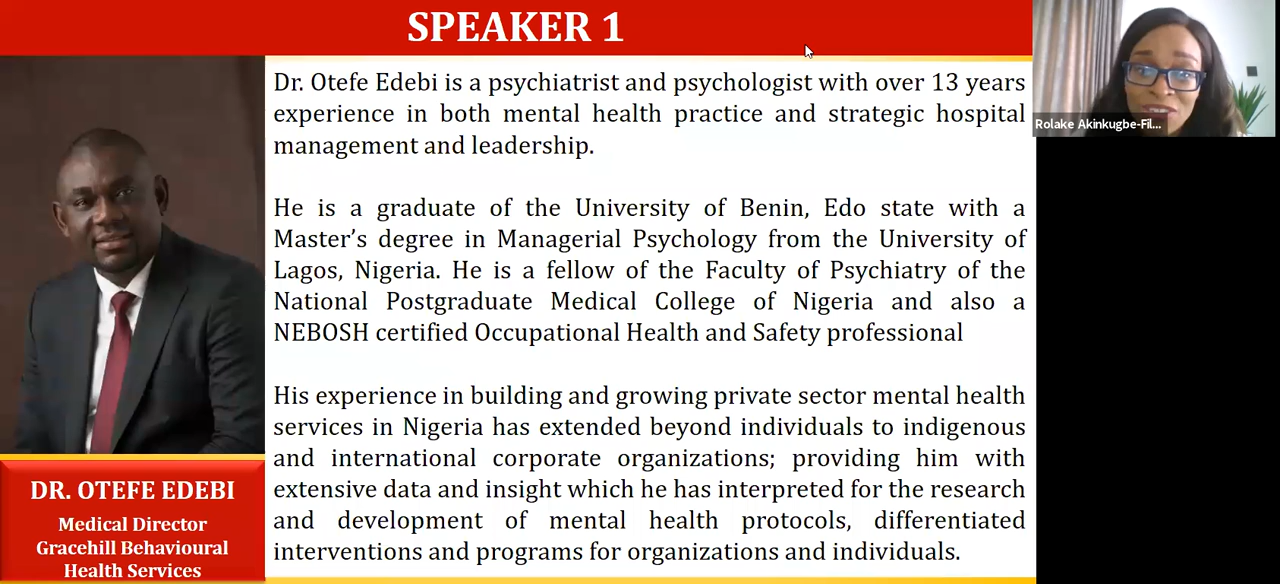 SPEAKER 1
Dr. Otefe Edebi is a psychiatrist and psychologist with over 13 years
experience in both mental health practice and strategic hospital
management and leadership.
He is a graduate of the University of Benin, Edo state with a
Master's degree in Managerial Psychology from the University of
Lagos, Nigeria. He is a fellow of the Faculty of Psychiatry of the
National Postgraduate Medical College of Nigeria and also a
NEBOSH certified Occupational Health and Safety professional
His experience in building and growing private sector mental health
services in Nigeria has extended beyond individuals to indigenous
and international corporate organizations; providing him with
extensive data and insight which he has interpreted for the research
and development of mental health protocols, differentiated
interventions and programs for organizations and individuals.
DR. OTEFE EDEBI
Medical Director
Gracehill Behavioural
Health Services
Rolake Akinkugbe-Fil...